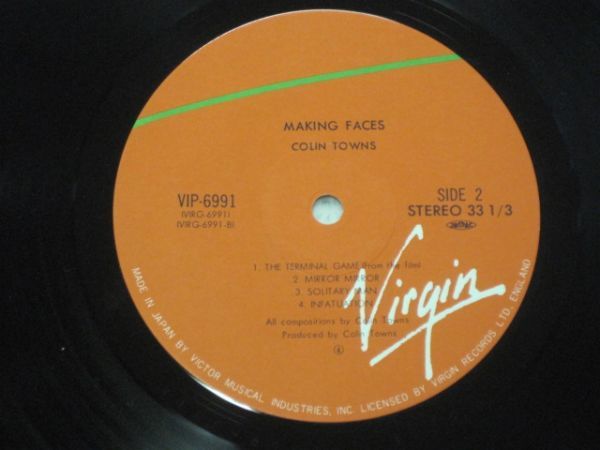 MAKING FACES
COLIN TOWNS
VIP-6991
(VIRG-6991)
(VIRG-6991-B)
SIDE 2
STEREO 33 1/3
1. THE TERMINAL GAME (from the
2. MIRROR MIRROR
3. SOLITARY MAN
4. INFATUATION
All compositions by Colin Towns
Produced by Colin Towns
Virgin
MADE IN JAPAN BY VICTOR MUSICAL INDUSTRIES, INC. LICENSED BY VIRGIN RECORDS LTD. ENGLAND